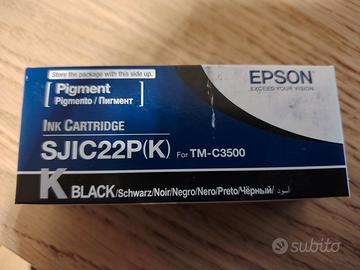 Store the package with this side up.
Pigment
Pigmento / Пигмент
EPSON
EXCEED YOUR VISION
INK CARTRIDGE
SJIC22P(K) For TM-C3500
K BLACK/Schwarz/Noir/Negro/Nero/Preto/Чёрный/ أسود
subito